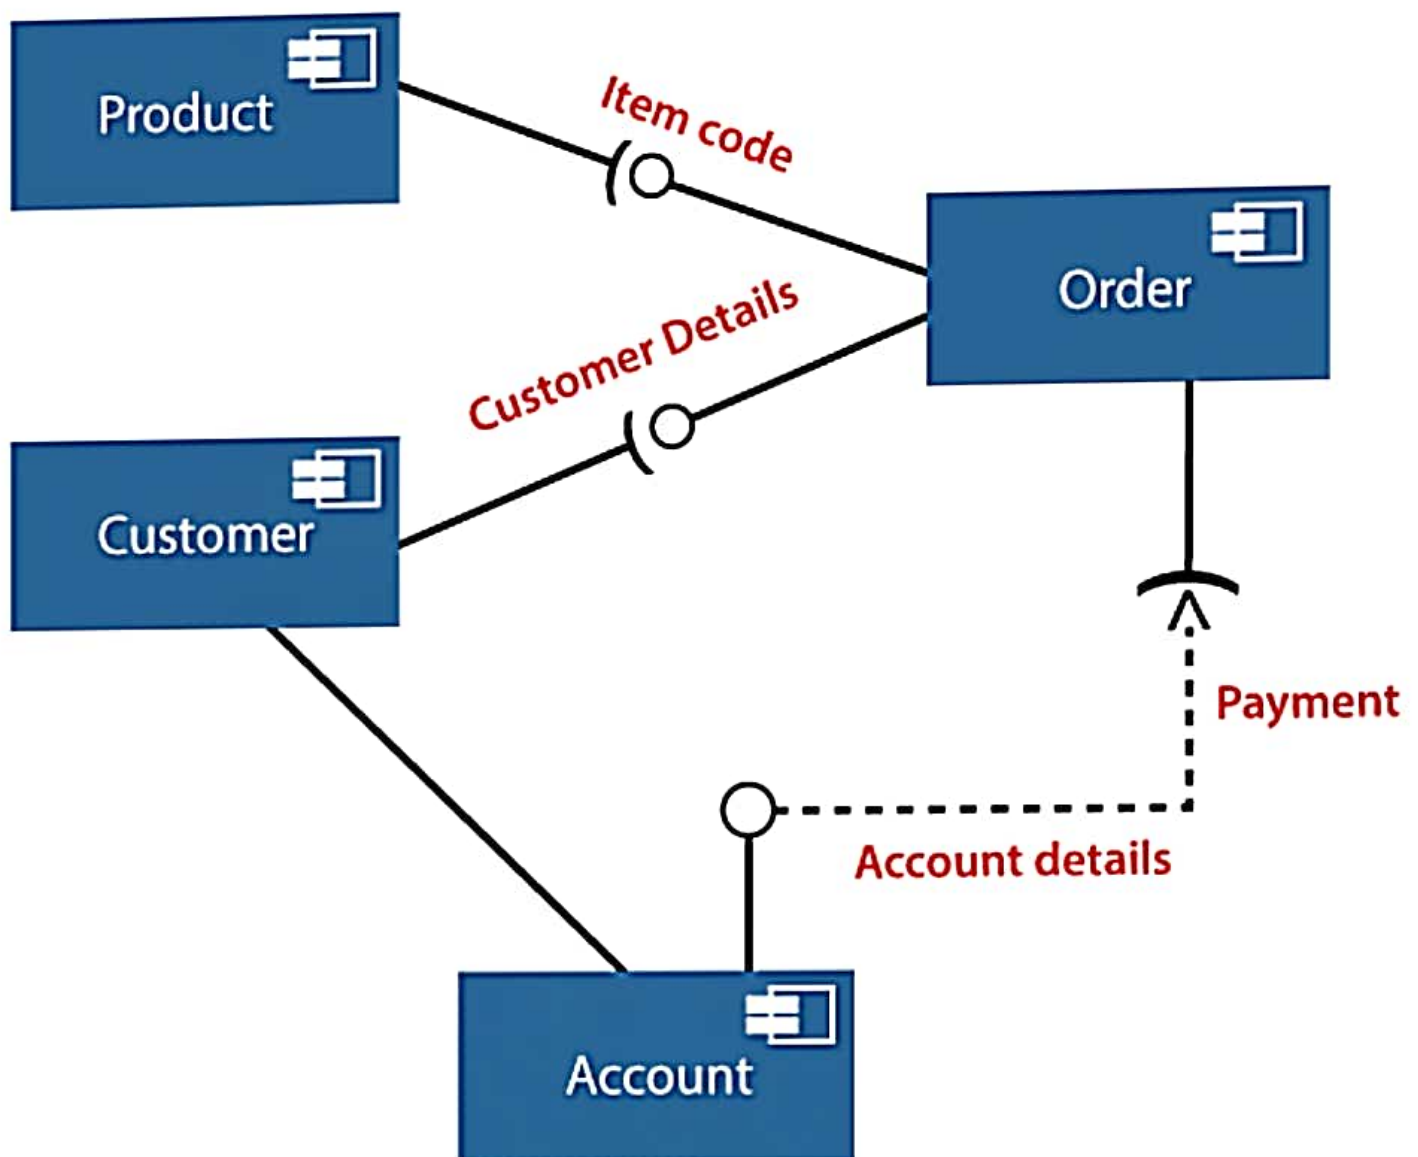 Product
Item code
Order
Customer Details
Customer
Payment
Account details
Account